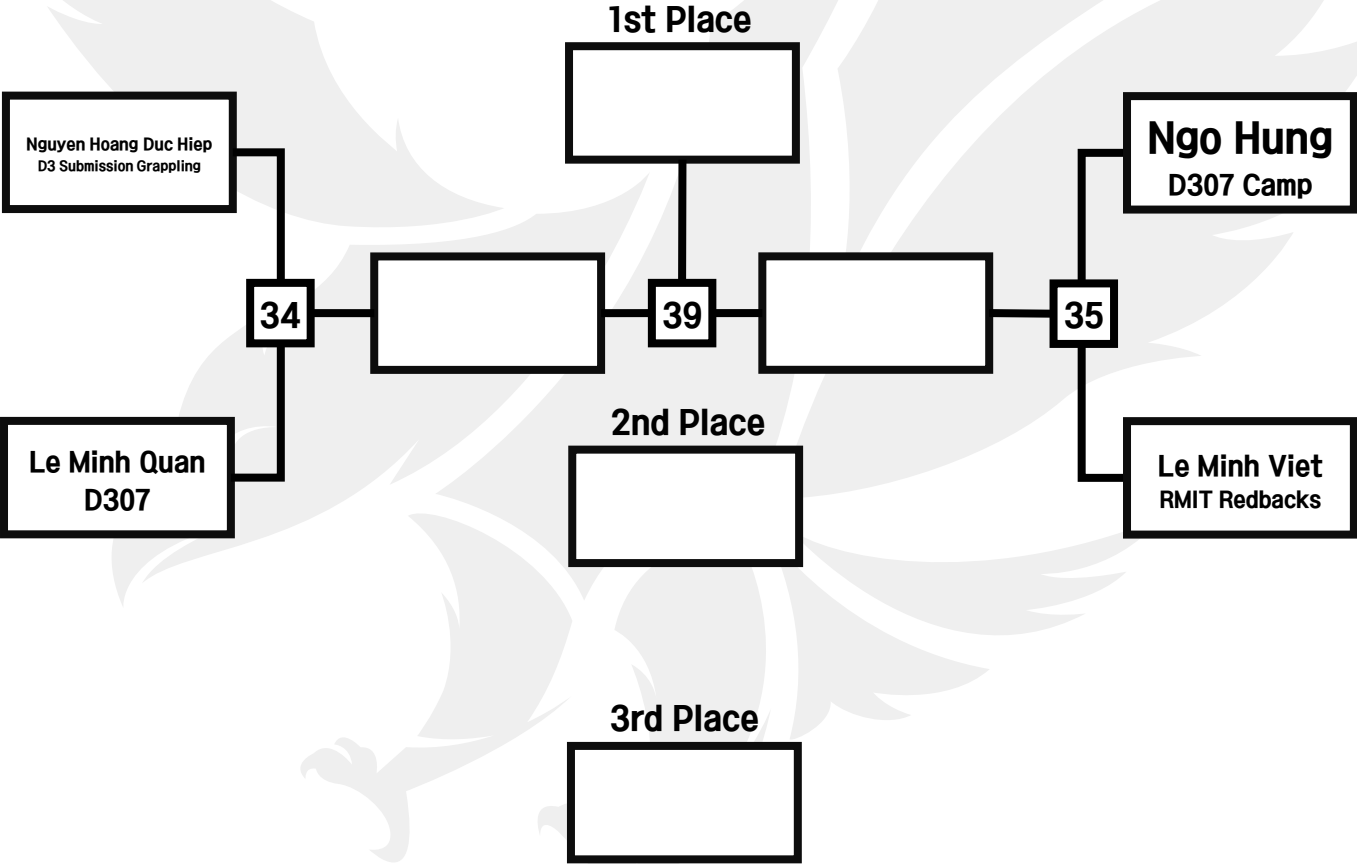 1st Place
Nguyen Hoang Duc Hiep
D3 Submission Grappling
Ngo Hung
D307 Camp
34
39
35
Le Minh Quan
D307
2nd Place
Le Minh Viet
RMIT Redbacks
3rd Place